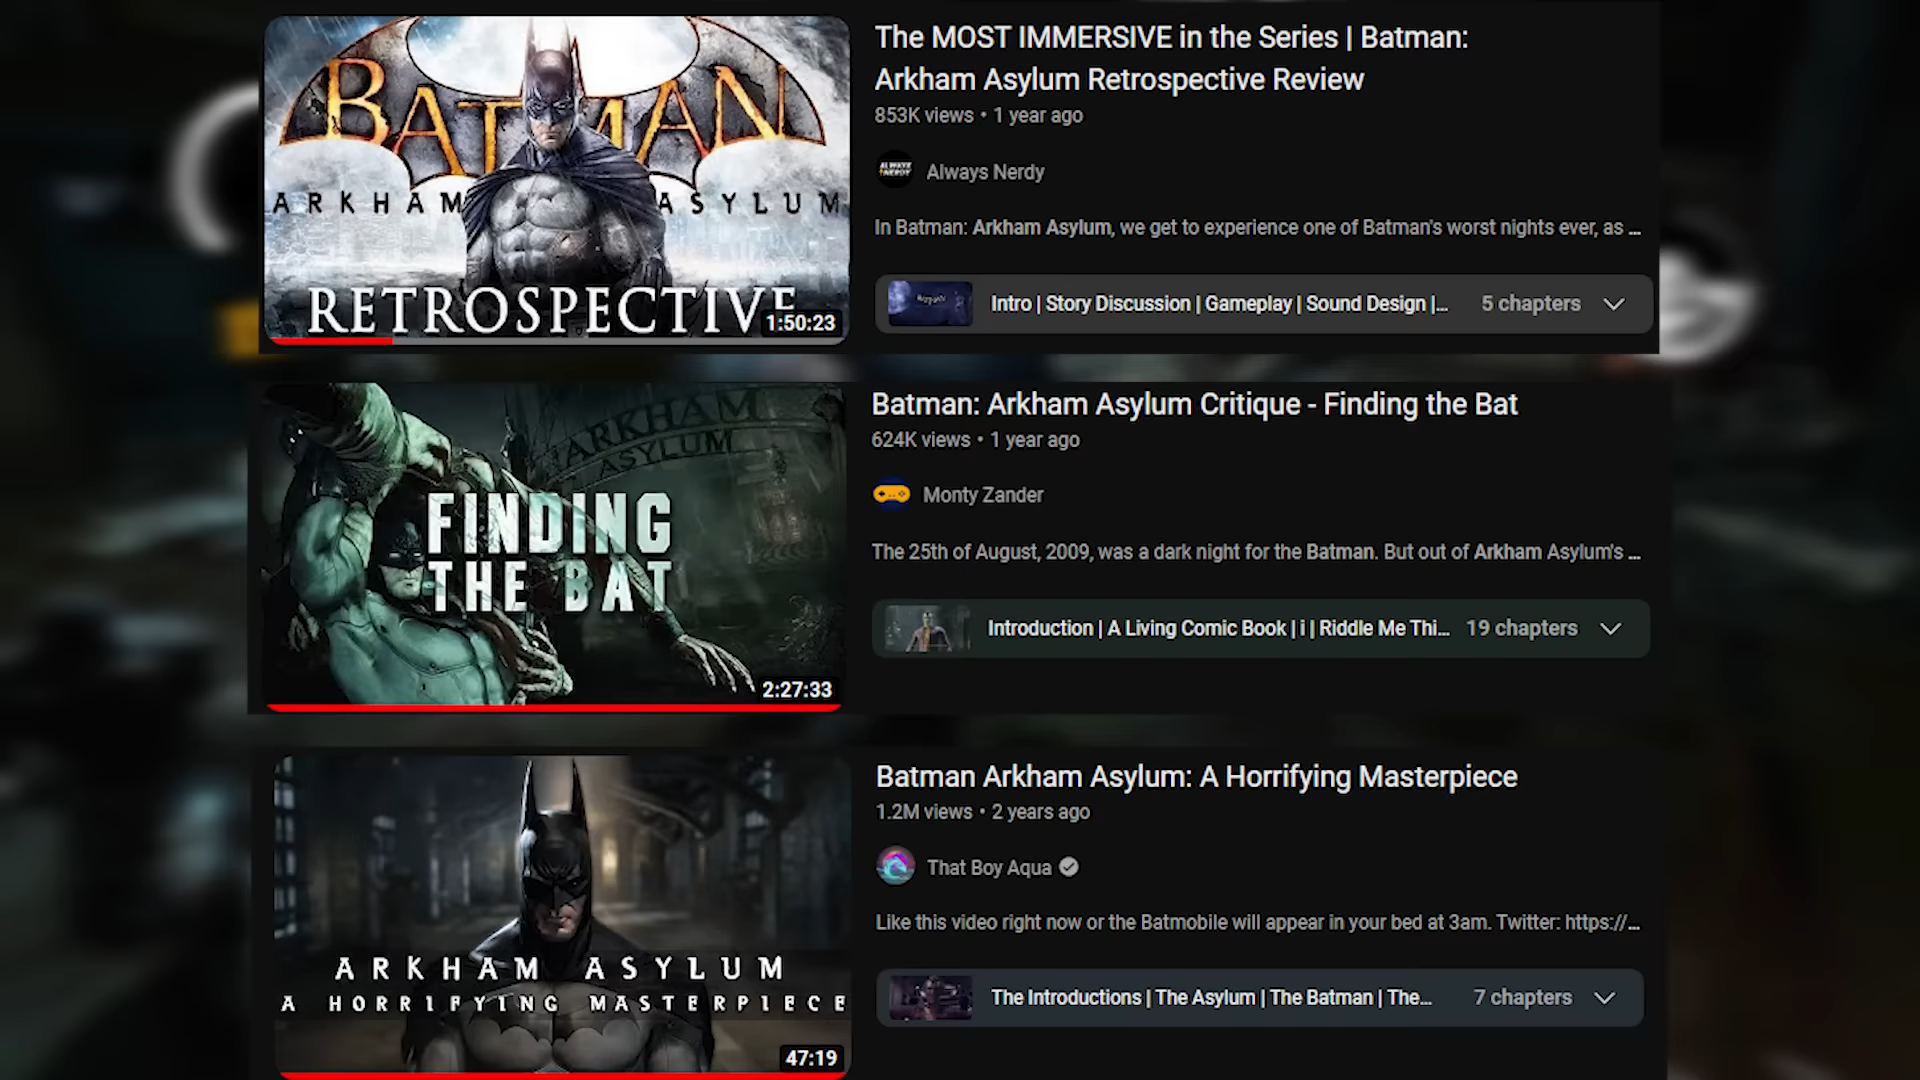 BATMAN
ARKHAM ASYLUM
RETROSPECTIVE
1:50:23
The MOST IMMERSIVE in the Series | Batman:
Arkham Asylum Retrospective Review
853K views • 1 year ago
ALWAYS
NERDY
Always Nerdy
In Batman: Arkham Asylum, we get to experience one of Batman's worst nights ever, as ...
Intro | Story Discussion | Gameplay | Sound Design |...
5 chapters
ARKHAM
ASYLUM
FINDING
THE BAT
2:27:33
Batman: Arkham Asylum Critique - Finding the Bat
624K views • 1 year ago
Monty Zander
The 25th of August, 2009, was a dark night for the Batman. But out of Arkham Asylum's ...
Introduction | A Living Comic Book | i | Riddle Me Thi...
19 chapters
ARKHAM ASYLUM
A HORRIFYING MASTERPIECE
47:19
Batman Arkham Asylum: A Horrifying Masterpiece
1.2M views • 2 years ago
That Boy Aqua
Like this video right now or the Batmobile will appear in your bed at 3am. Twitter: https://...
The Introductions | The Asylum | The Batman | The...
7 chapters